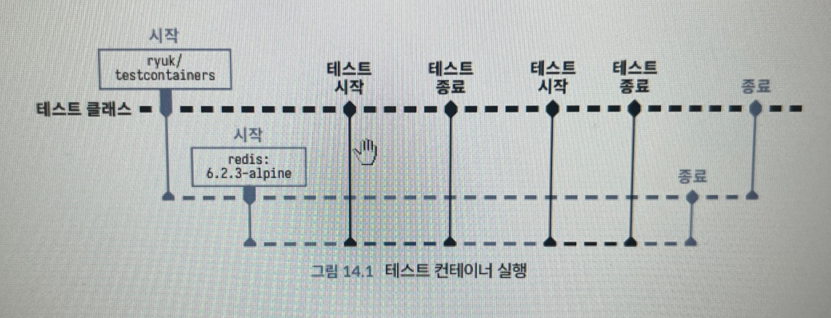 시작
ryuk/
testcontainers
테스트
시작
테스트
종료
테스트
시작
테스트
종료
종료
테스트 클래스
시작
redis:
6.2.3-alpine
종료
그림 14.1 테스트 컨테이너 실행